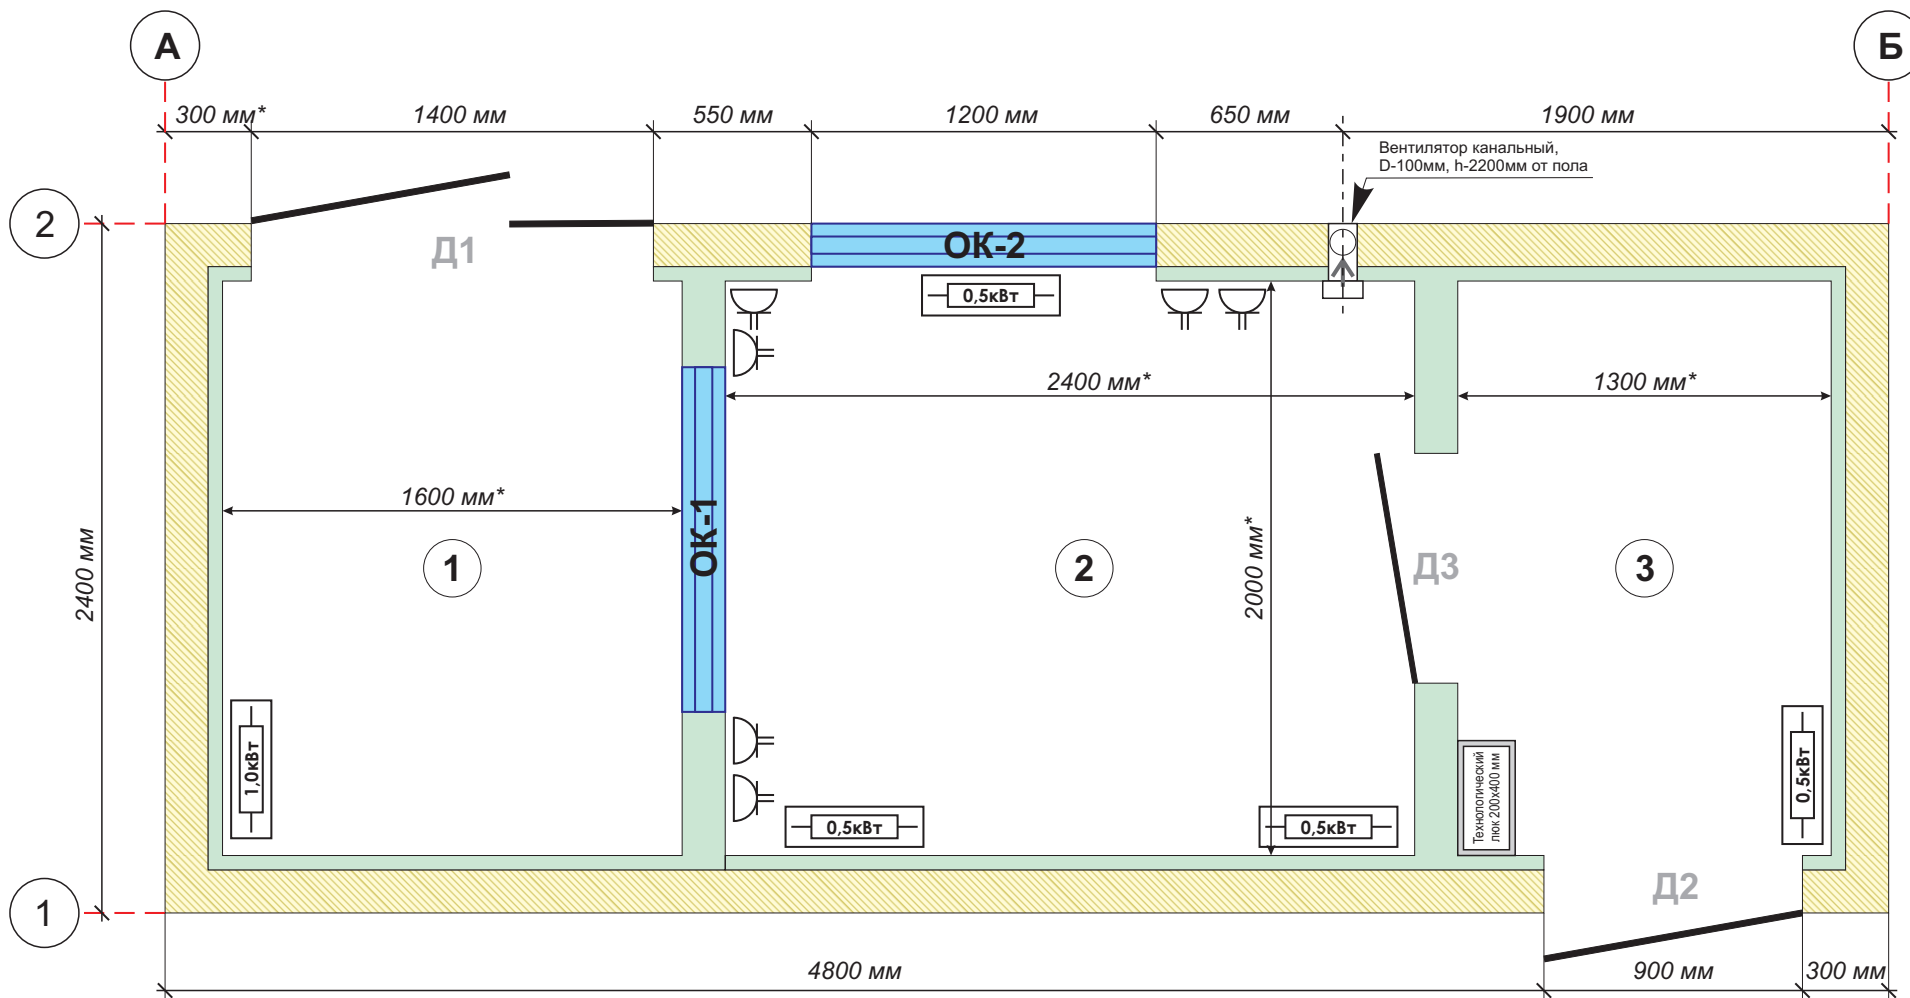 А
Б
300 мм*
1400 мм
550 мм
1200 мм
650 мм
1900 мм
Вентилятор канальный,
D-100мм, h-2200мм от пола
2
Д1
ОК-2
0,5кВт
2400 мм*
1300 мм*
1600 мм*
ОК-1
2400 мм
1
2
2000 мм*
Д3
3
1,0кВт
0,5кВт
0,5кВт
Технологический
люк 200х400 мм
0,5кВт
Д2
1
4800 мм
900 мм
300 мм